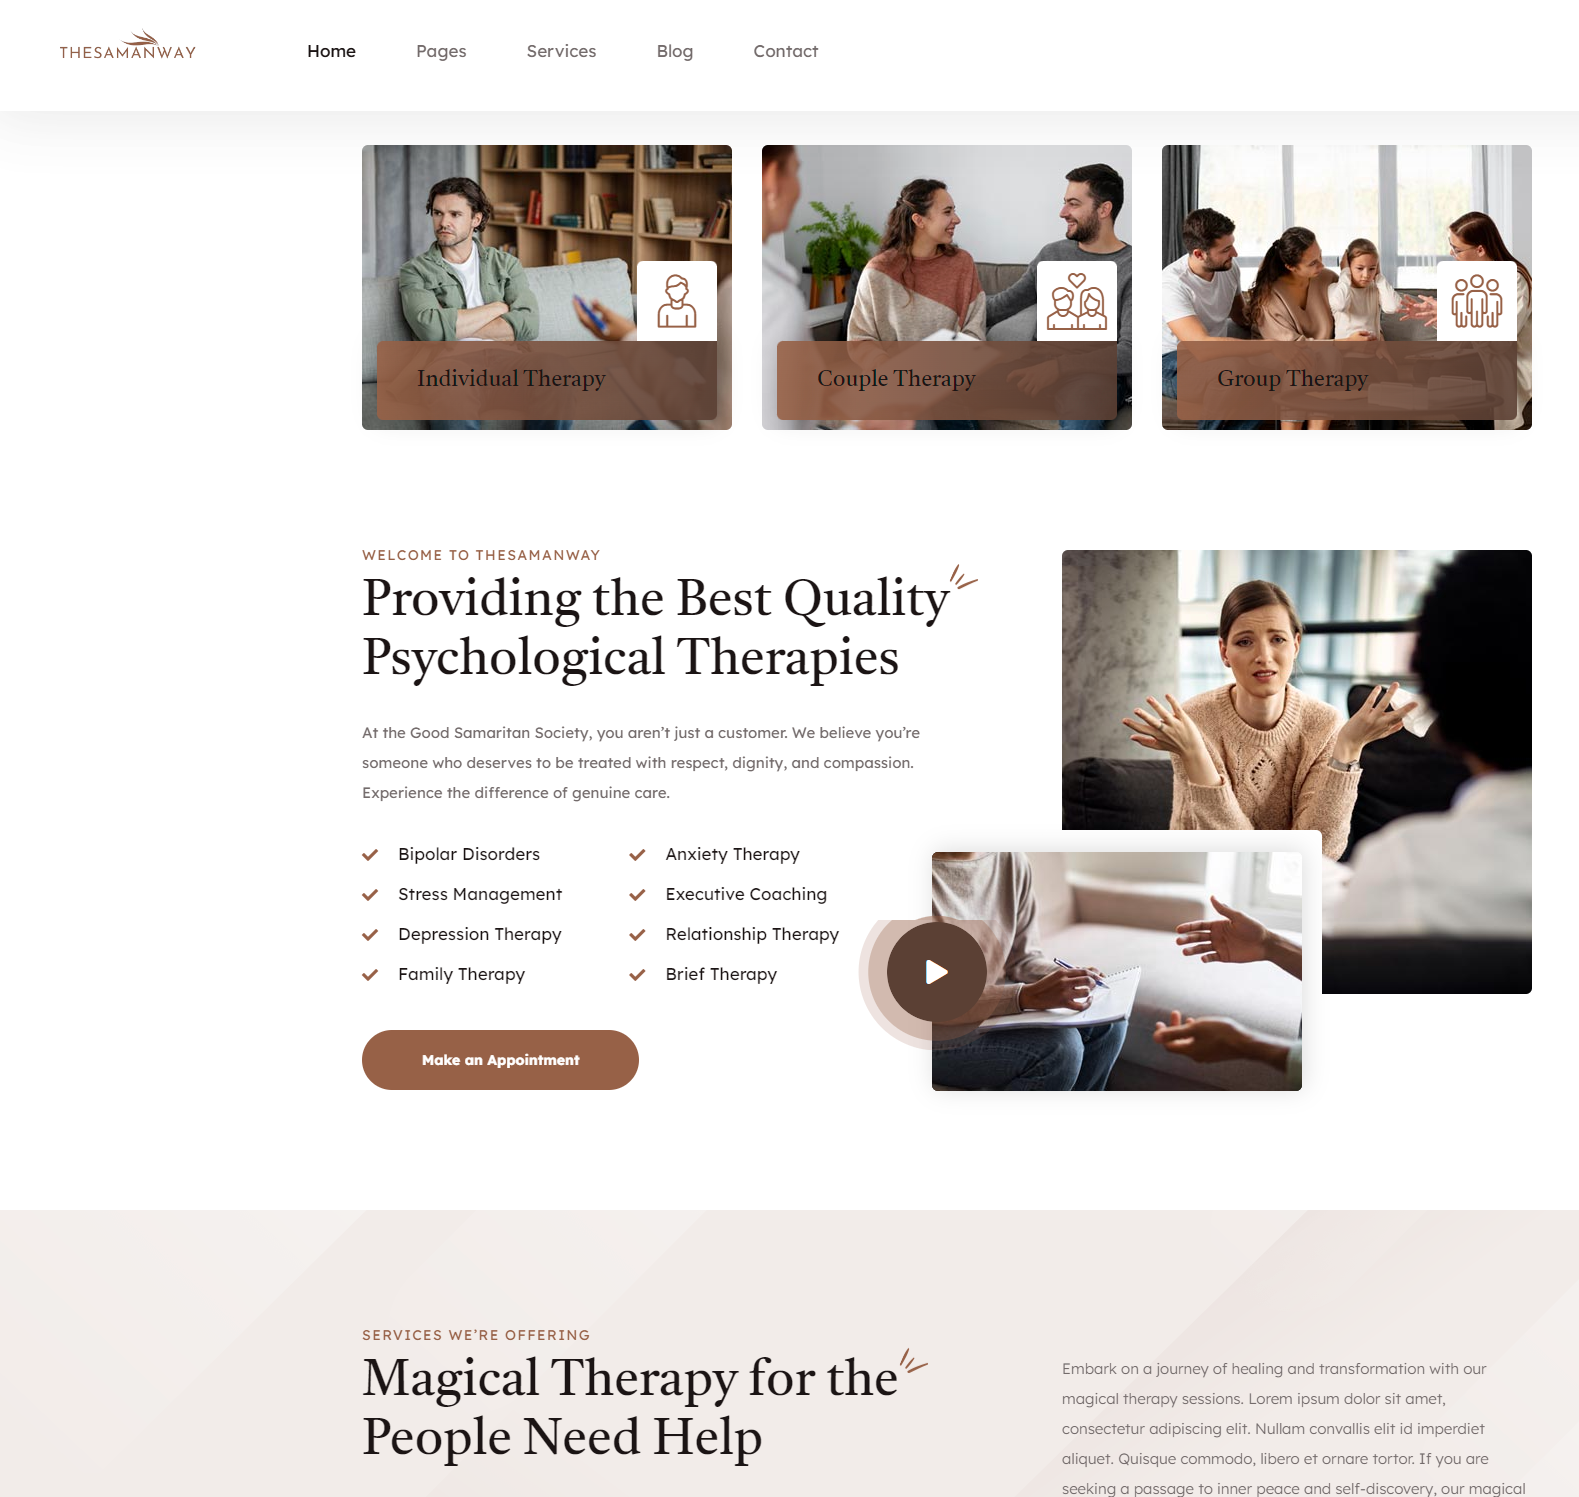 THESAMANWAY
Home Pages Services Blog Contact
Individual Therapy
Couple Therapy
Group Therapy
WELCOME TO THESAMANWAY
Providing the Best Quality
Psychological Therapies
At the Good Samaritan Society, you aren’t just a customer. We believe you’re
someone who deserves to be treated with respect, dignity, and compassion.
Experience the difference of genuine care.
Bipolar Disorders
Stress Management
Depression Therapy
Family Therapy
Anxiety Therapy
Executive Coaching
Relationship Therapy
Brief Therapy
Make an Appointment
SERVICES WE’RE OFFERING
Magical Therapy for the
People Need Help
Embark on a journey of healing and transformation with our
magical therapy sessions. Lorem ipsum dolor sit amet,
consectetur adipiscing elit. Nullam convallis elit id imperdiet
aliquet. Quisque commodo, libero et ornare tortor. If you are
seeking a passage to inner peace and self-discovery, our magical